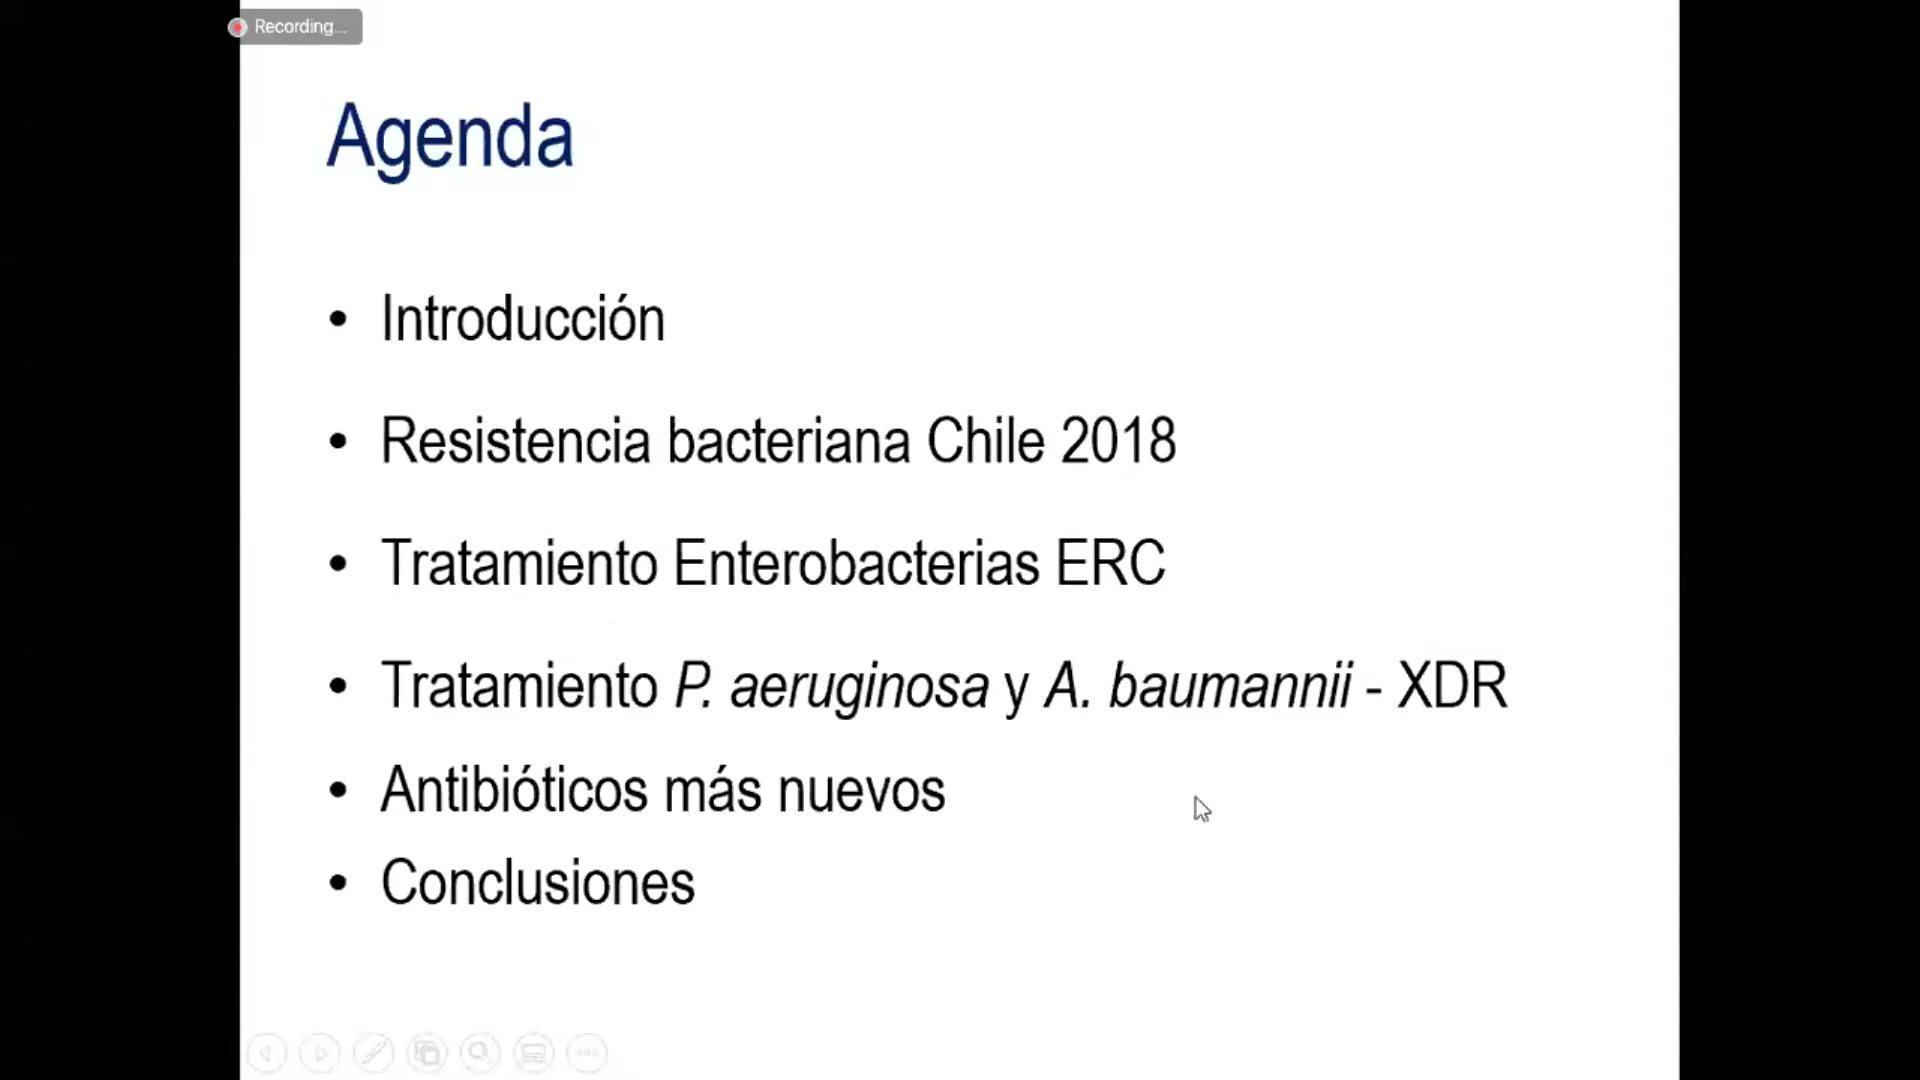 Recording...
Agenda
• Introducción
• Resistencia bacteriana Chile 2018
• Tratamiento Enterobacterias ERC
• Tratamiento P. aeruginosa y A. baumannii - XDR
• Antibióticos más nuevos
• Conclusiones